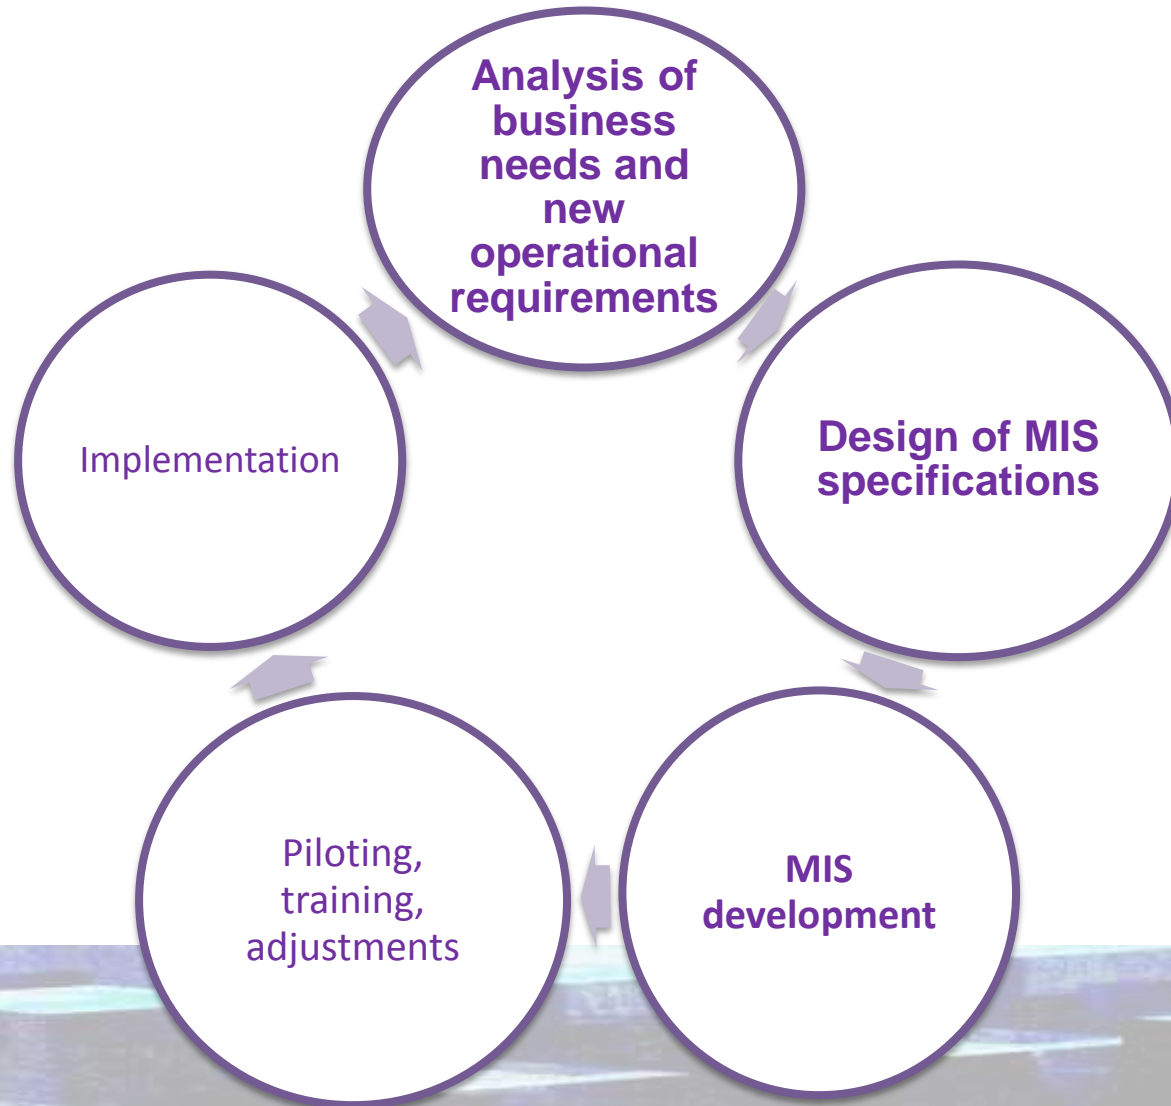 Analysis of
business
needs and
new
operational
requirements
Design of MIS
specifications
MIS
development
Piloting,
training,
adjustments
Implementation